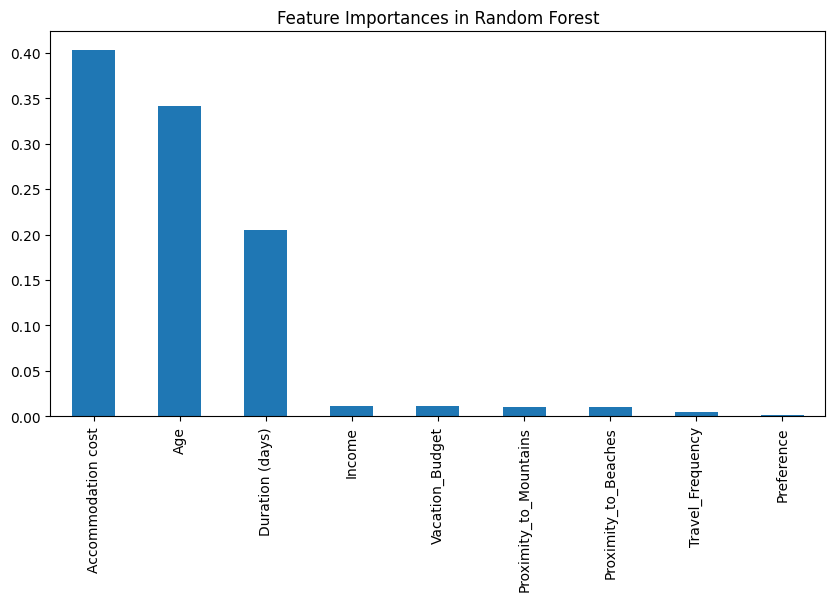 Feature Importances in Random Forest
0.40
0.35
0.30
0.25
0.20
0.15
0.10
0.05
0.00
Accommodation cost
Age
Duration (days)
Income
Vacation_Budget
Proximity_to_Mountains
Proximity_to_Beaches
Travel_Frequency
Preference